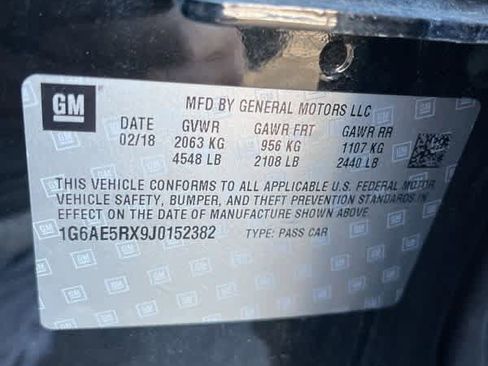 GM
MFD BY GENERAL MOTORS LLC
DATE GVWR GAWR FRT GAWR RR
02/18 2063 KG 956 KG 1107 KG
4548 LB 2108 LB 2440 LB
THIS VEHICLE CONFORMS TO ALL APPLICABLE U.S. FEDERAL MOTOR
VEHICLE SAFETY, BUMPER, AND THEFT PREVENTION STANDARDS
IN EFFECT ON THE DATE OF MANUFACTURE SHOWN ABOVE.
1G6AE5RX9J0152382 TYPE: PASS CAR